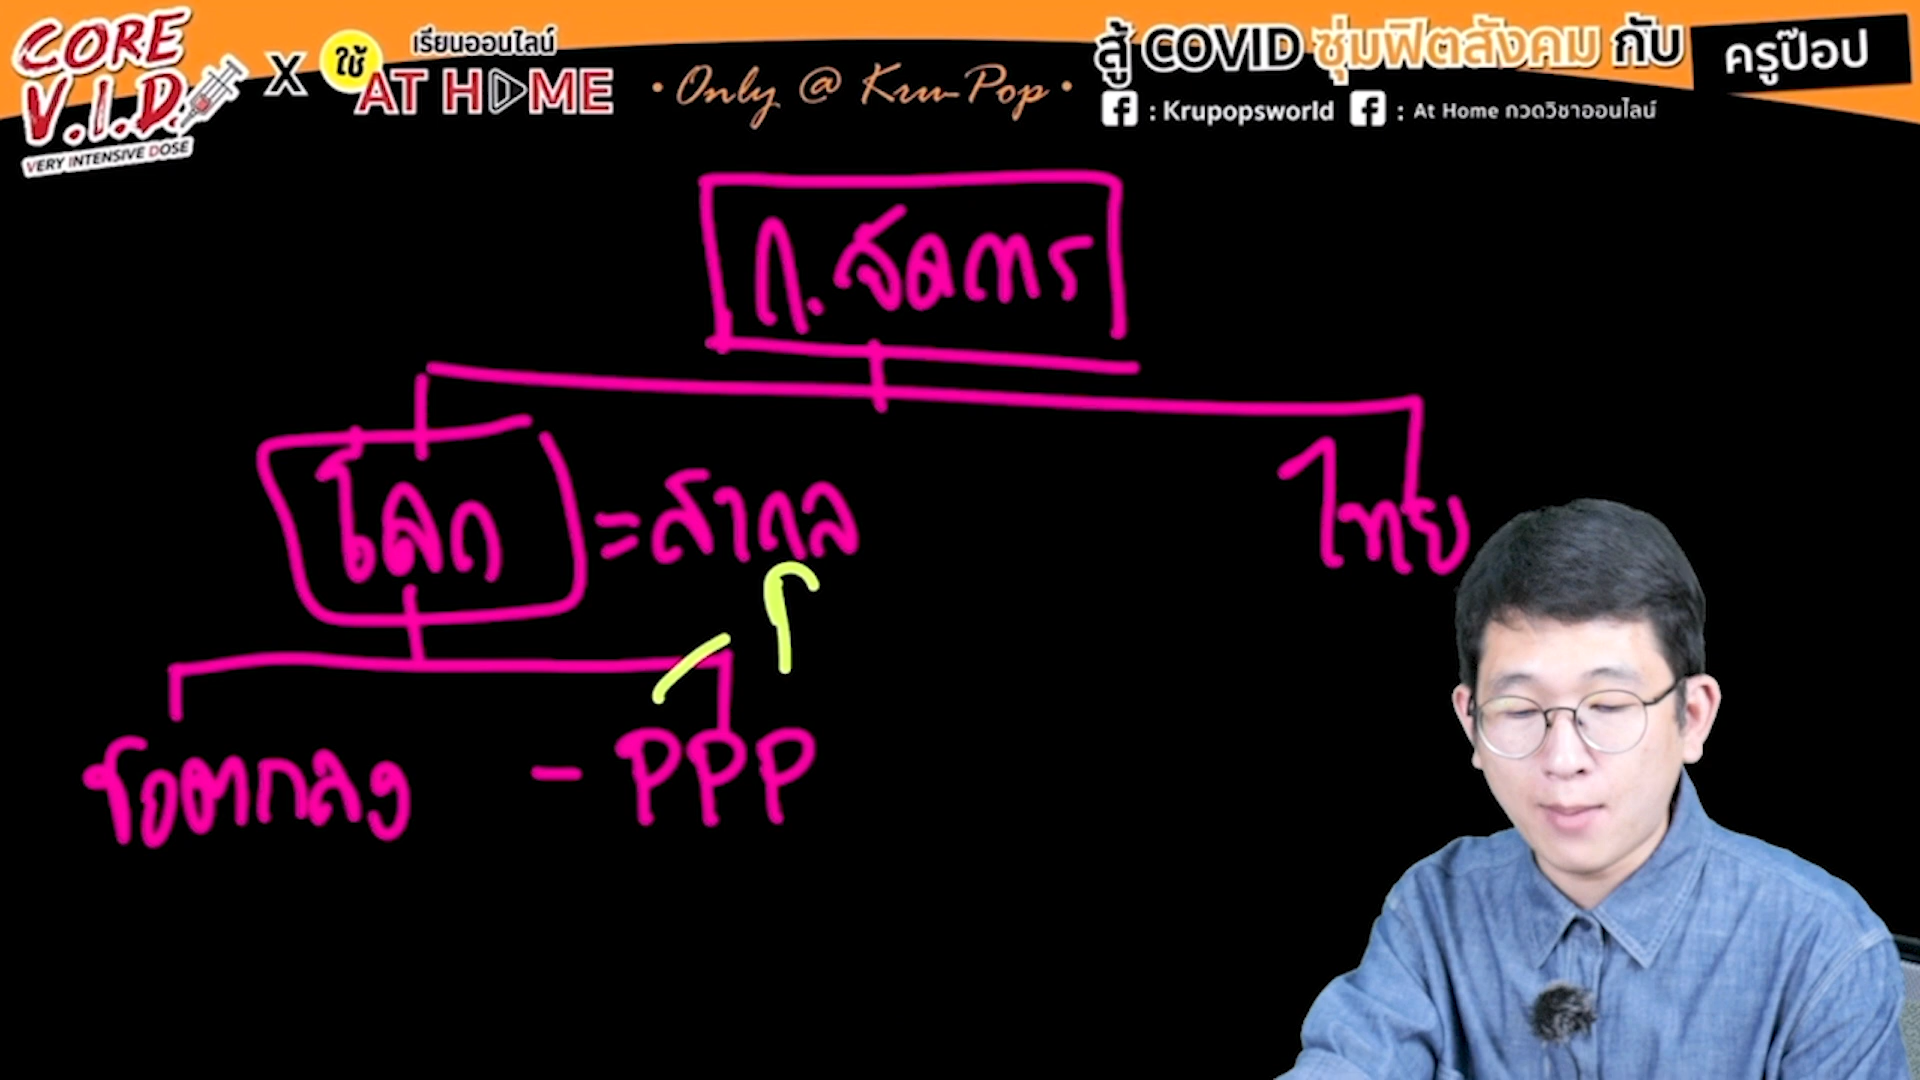 CORE
V.I.D.
VERY INTENSIVE DOSE
X
ใช้
เรียนออนไลน์
AT HOME
• Only @ Kru-Pop •
สู้ COVID ซุ่มฟิตสังคม กับ
ครูป๊อป
: Krupopsworld
: At Home กวดวิชาออนไลน์
ก.จัดการ
โลก = สากล
ไทย
ข้อตกลง
- PPP